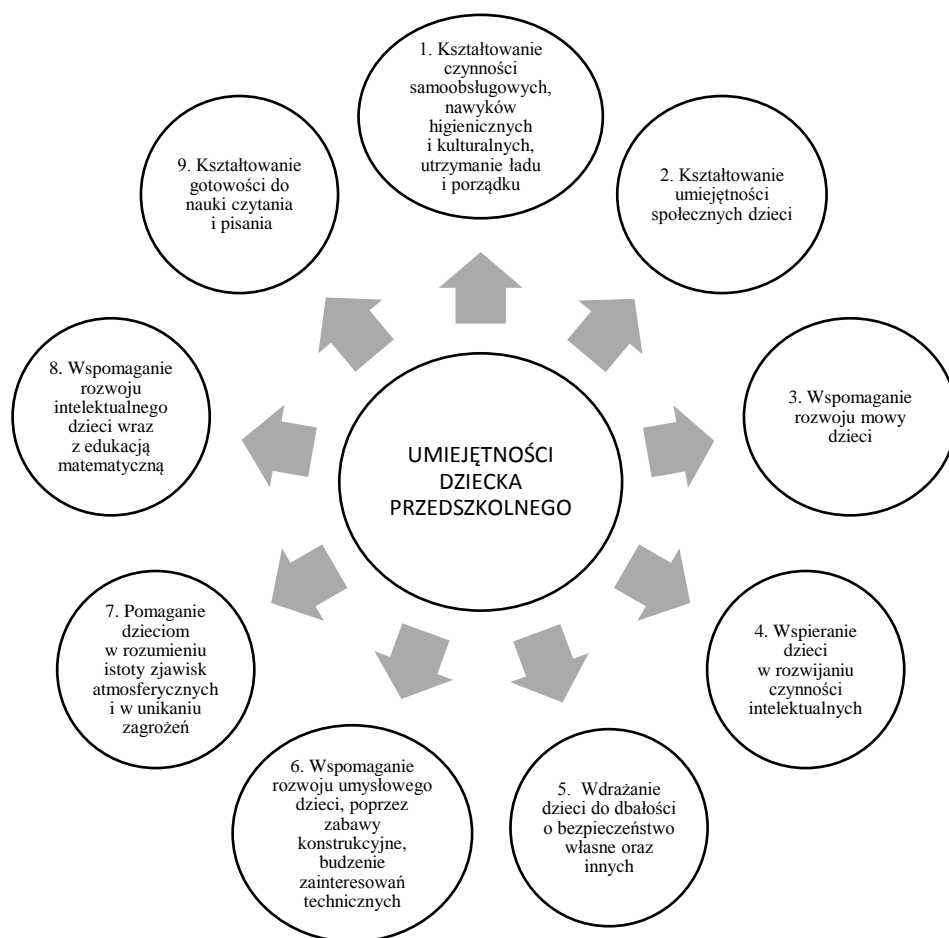 1. Kształtowanie
czynności
samoobsługowych,
nawyków
higienicznych
i kulturalnych,
utrzymanie ładu
i porządku
2. Kształtowanie
umiejętności
społecznych dzieci
3. Wspomaganie
rozwoju mowy
dzieci
4. Wspieranie
dzieci
w rozwijaniu
czynności
intelektualnych
5. Wdrażanie
dzieci do dbałości
o bezpieczeństwo
własne oraz
innych
6. Wspomaganie
rozwoju umysłowego
dzieci, poprzez
zabawy
konstrukcyjne,
budzenie
zainteresowań
technicznych
7. Pomaganie
dzieciom
w rozumieniu
istoty zjawisk
atmosferycznych
i w unikaniu
zagrożeń
8. Wspomaganie
rozwoju
intelektualnego
dzieci wraz
z edukacją
matematyczną
9. Kształtowanie
gotowości do
nauki czytania
i pisania
UMIEJĘTNOŚCI
DZIECKA
PRZEDSZKOLNEGO